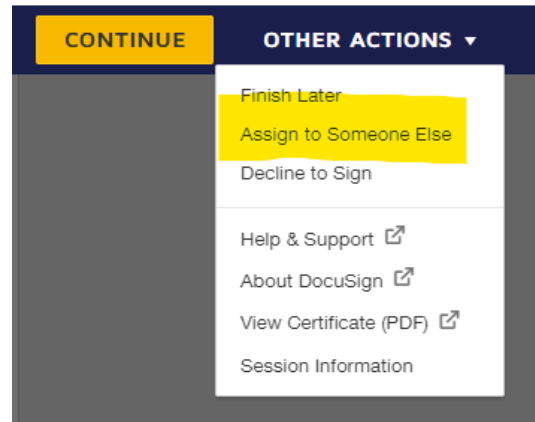 CONTINUE OTHER ACTIONS
Finish Later
Assign to Someone Else
Decline to Sign
Help & Support
About DocuSign
View Certificate (PDF)
Session Information